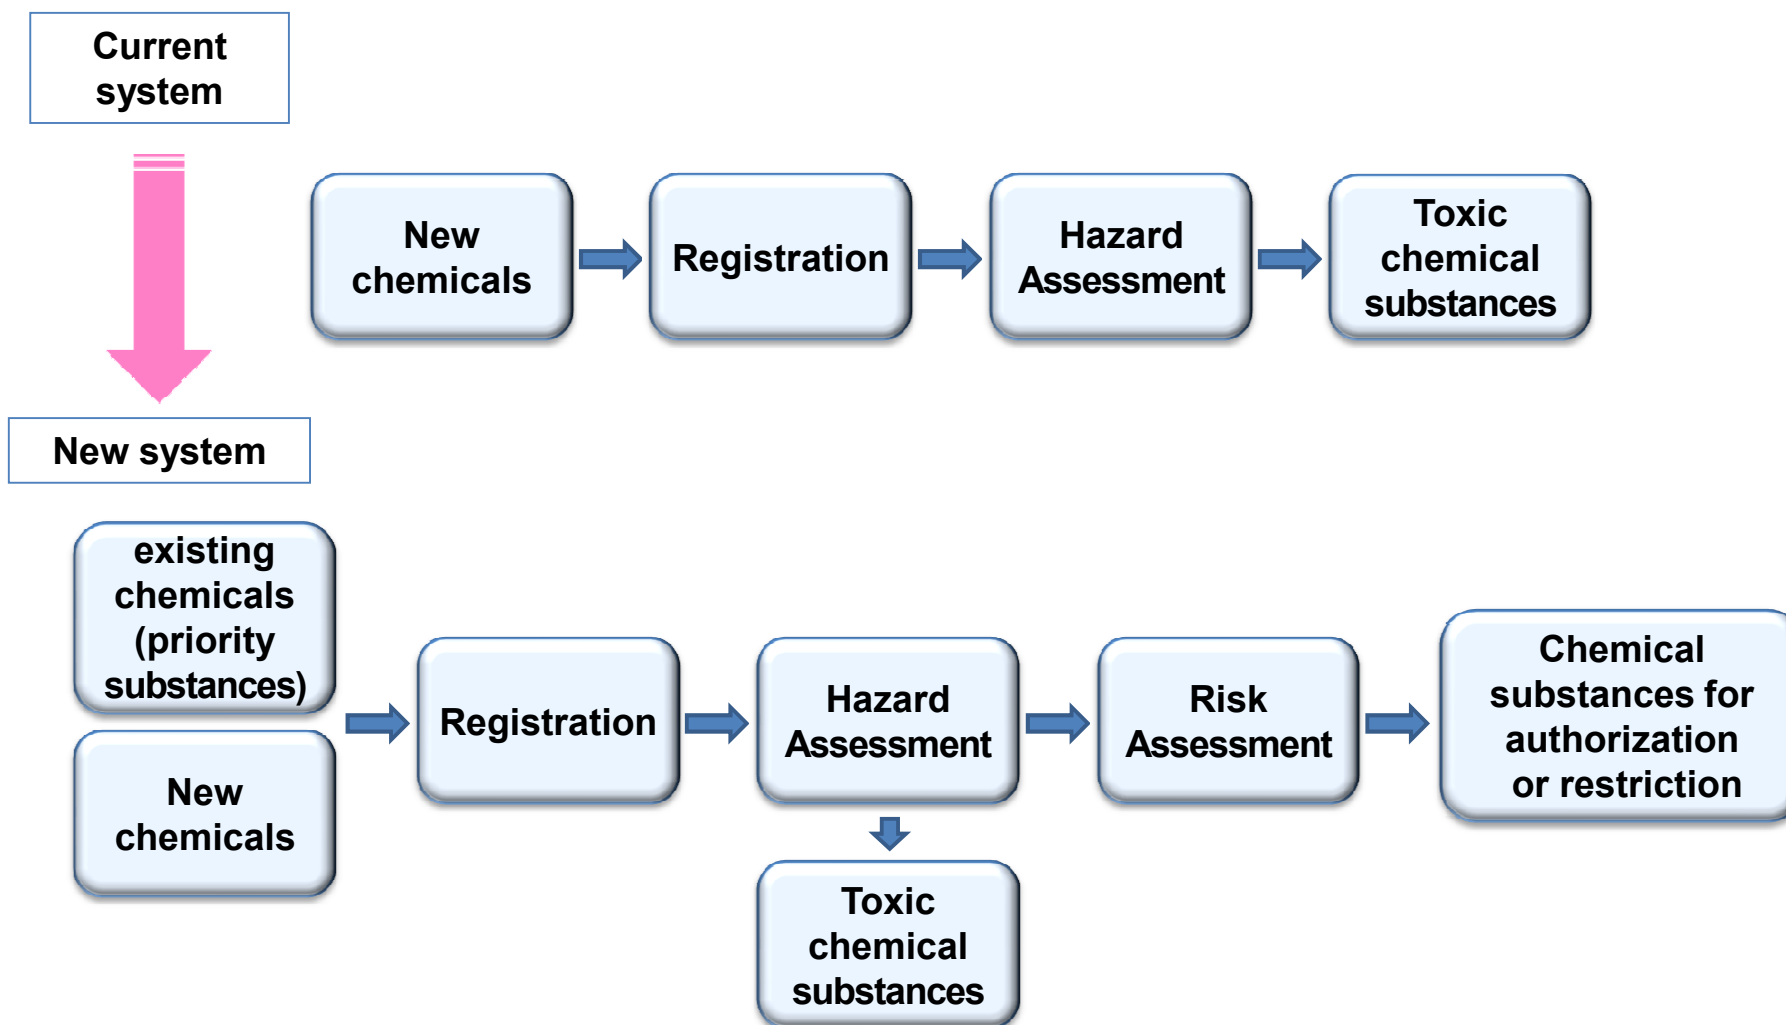 Current
system
New
chemicals
Registration
Hazard
Assessment
Toxic
chemical
substances
New system
existing
chemicals
(priority
substances)
New
chemicals
Registration
Hazard
Assessment
Toxic
chemical
substances
Risk
Assessment
Chemical
substances for
authorization
or restriction